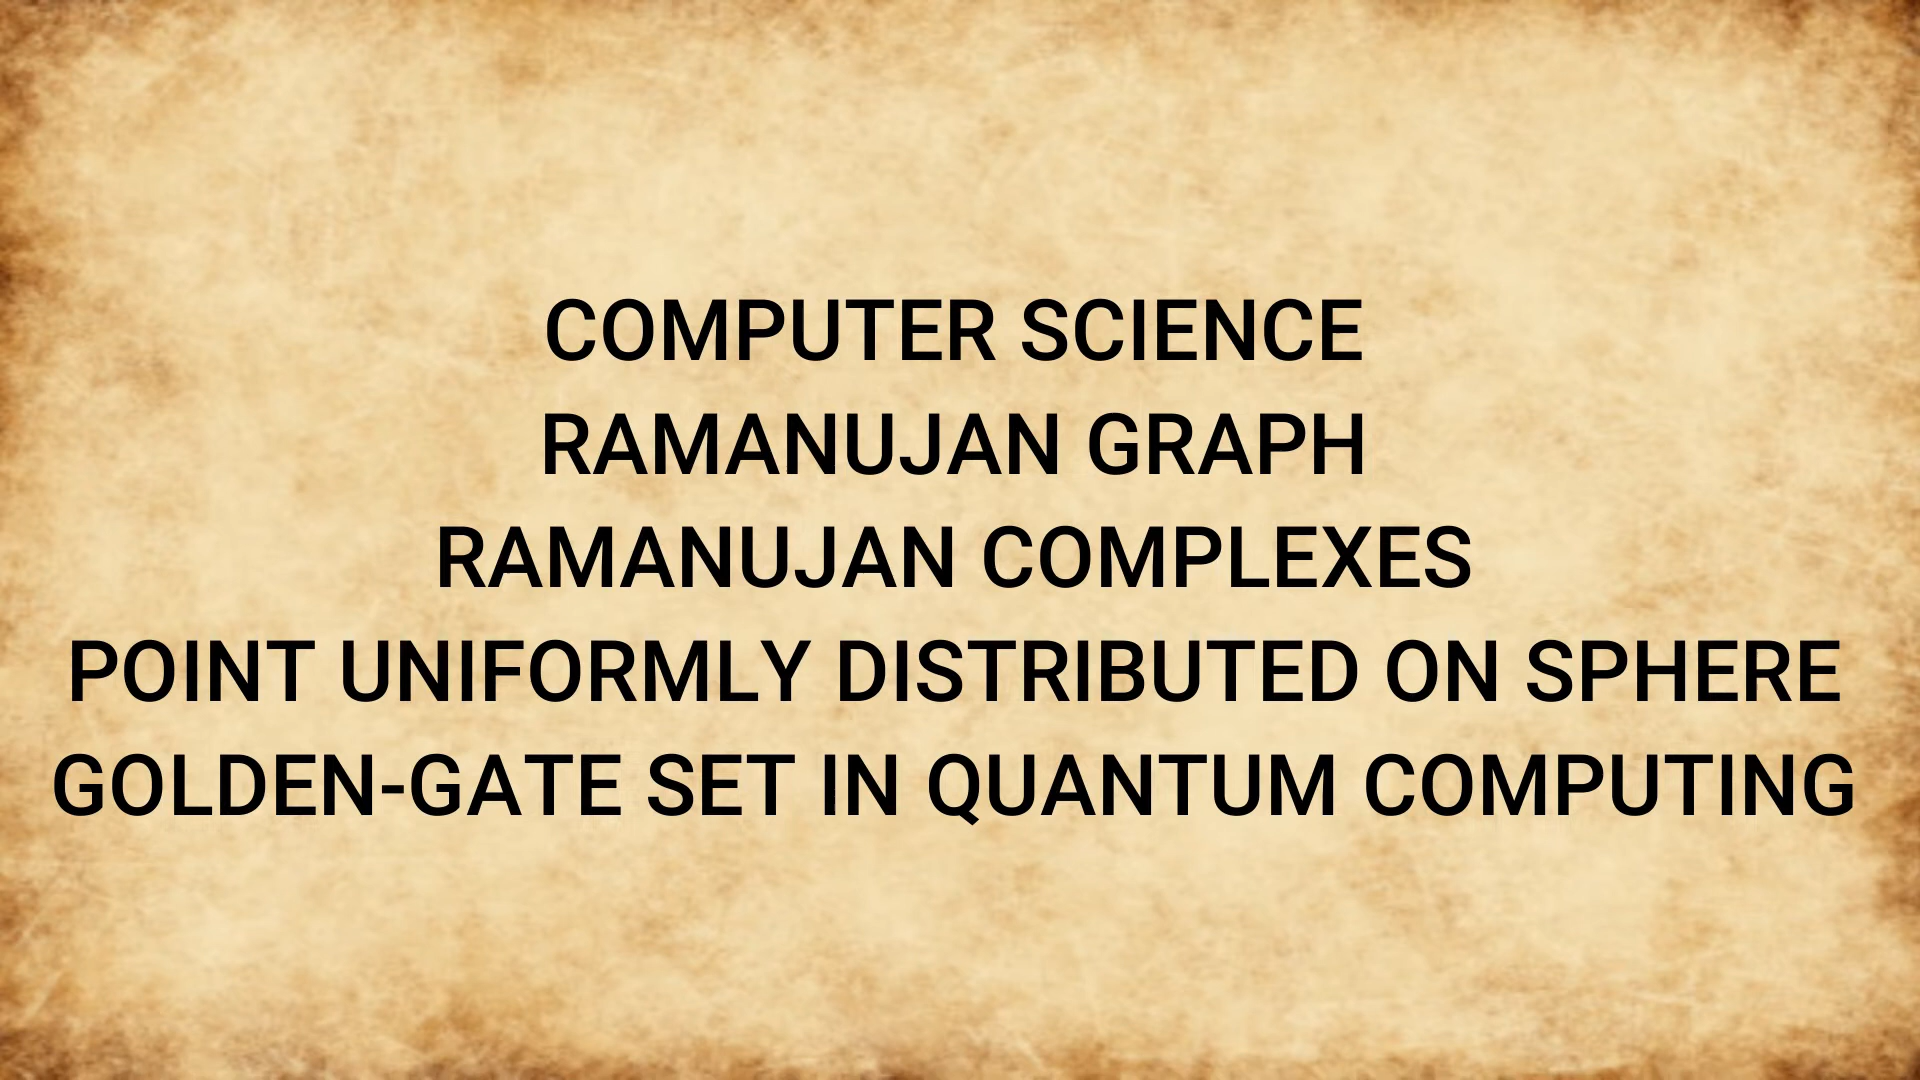 COMPUTER SCIENCE
RAMANUJAN GRAPH
RAMANUJAN COMPLEXES
POINT UNIFORMLY DISTRIBUTED ON SPHERE
GOLDEN-GATE SET IN QUANTUM COMPUTING